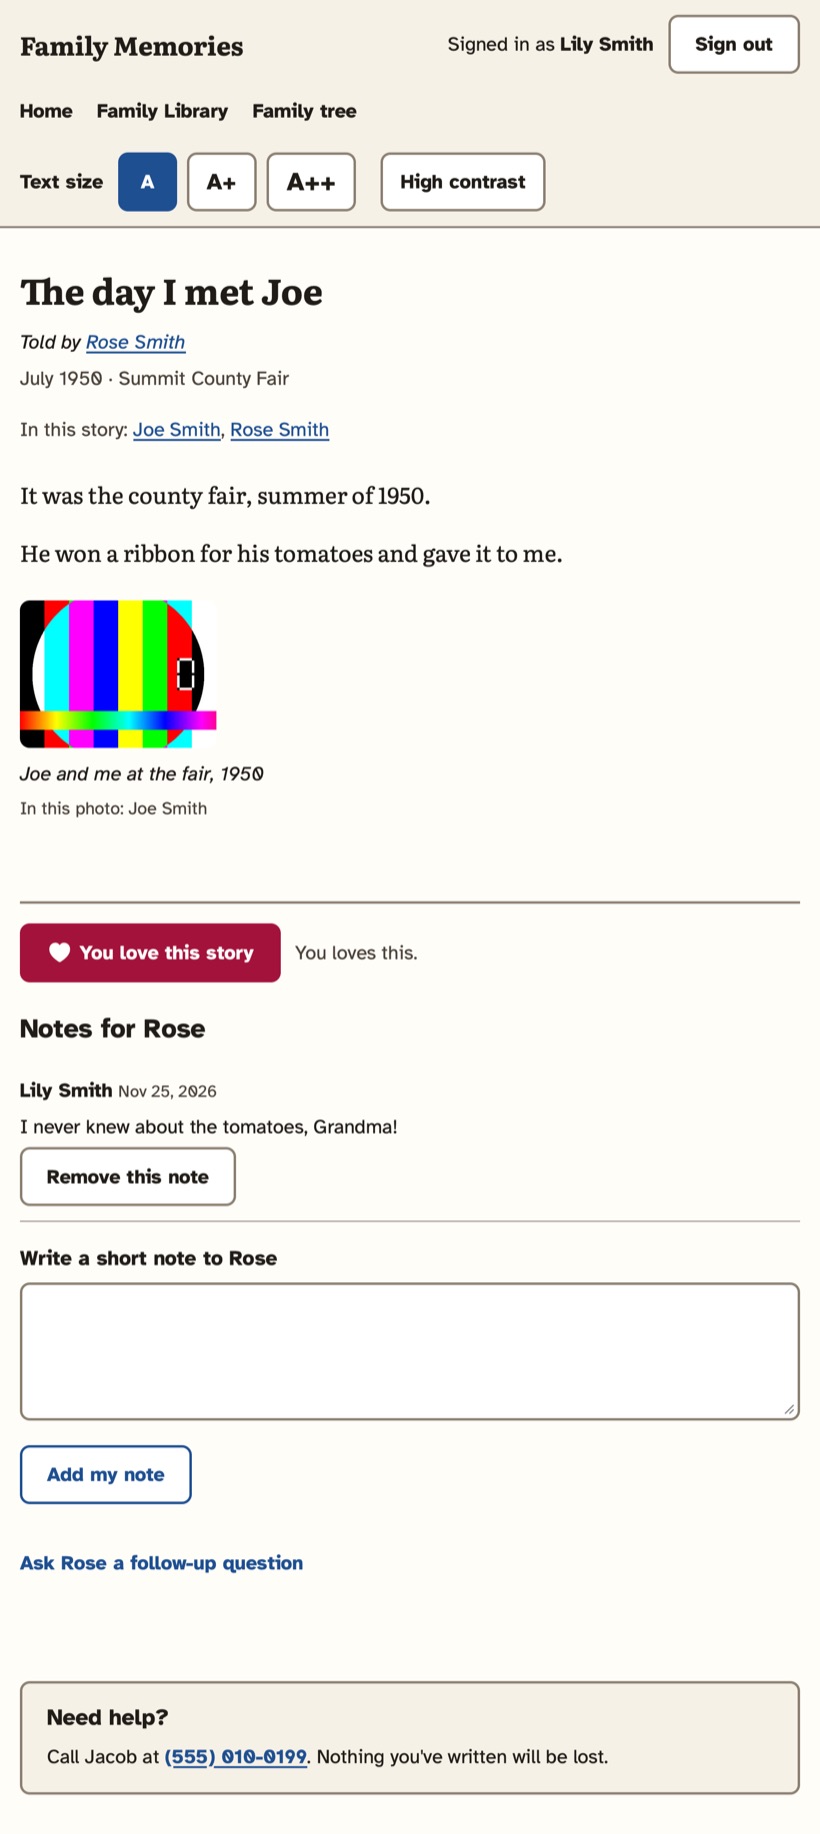 Family Memories
Signed in as Lily Smith
Sign out
Home Family Library Family tree
Text size A A+ A++ High contrast
The day I met Joe
Told by Rose Smith
July 1950 · Summit County Fair
In this story: Joe Smith, Rose Smith
It was the county fair, summer of 1950.
He won a ribbon for his tomatoes and gave it to me.
Joe and me at the fair, 1950
In this photo: Joe Smith
You love this story
You loves this.
Notes for Rose
Lily Smith Nov 25, 2026
I never knew about the tomatoes, Grandma!
Remove this note
Write a short note to Rose
Add my note
Ask Rose a follow-up question
Need help?
Call Jacob at (555) 010-0199. Nothing you've written will be lost.